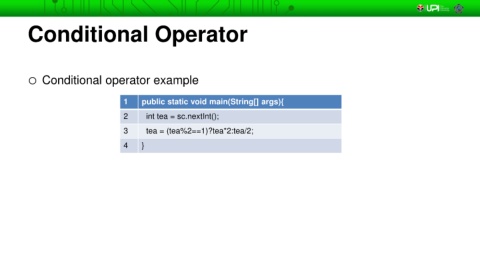 UPI
Conditional Operator
Conditional operator example
1 public static void main(String[] args){
2 int tea = sc.nextInt();
3 tea = (tea%2==1)?tea*2:tea/2;
4 }